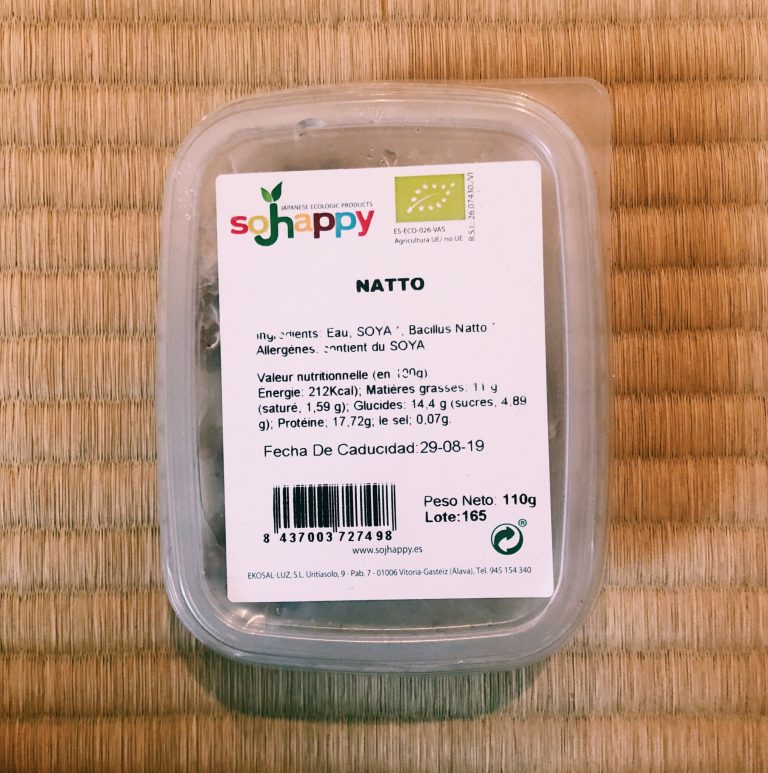 JAPANESE ECOLOGIC PRODUCTS
sojhappy
ES-ECO-026-VAS
Agricultura UE/ no UE
R.S.I.: 26.07430/VI
NATTO
Ingredients: Eau, SOYA *, Bacillus Natto *
Allergènes: contient du SOYA
Valeur nutritionnelle (en 100g)
Energie: 212Kcal); Matières grasses: 11 g
(saturé, 1,59 g); Glucides: 14,4 g (sucres, 4,89
g); Protéine; 17,72g; le sel; 0,07g.
Fecha De Caducidad:29-08-19
Peso Neto: 110g
Lote:165
8 437003 727498
www.sojhappy.es
EKOSAL-LUZ, S.L. Uritiasolo, 9 - Pab. 7 - 01006 Vitoria-Gasteiz (Álava), Tel. 945 154 340